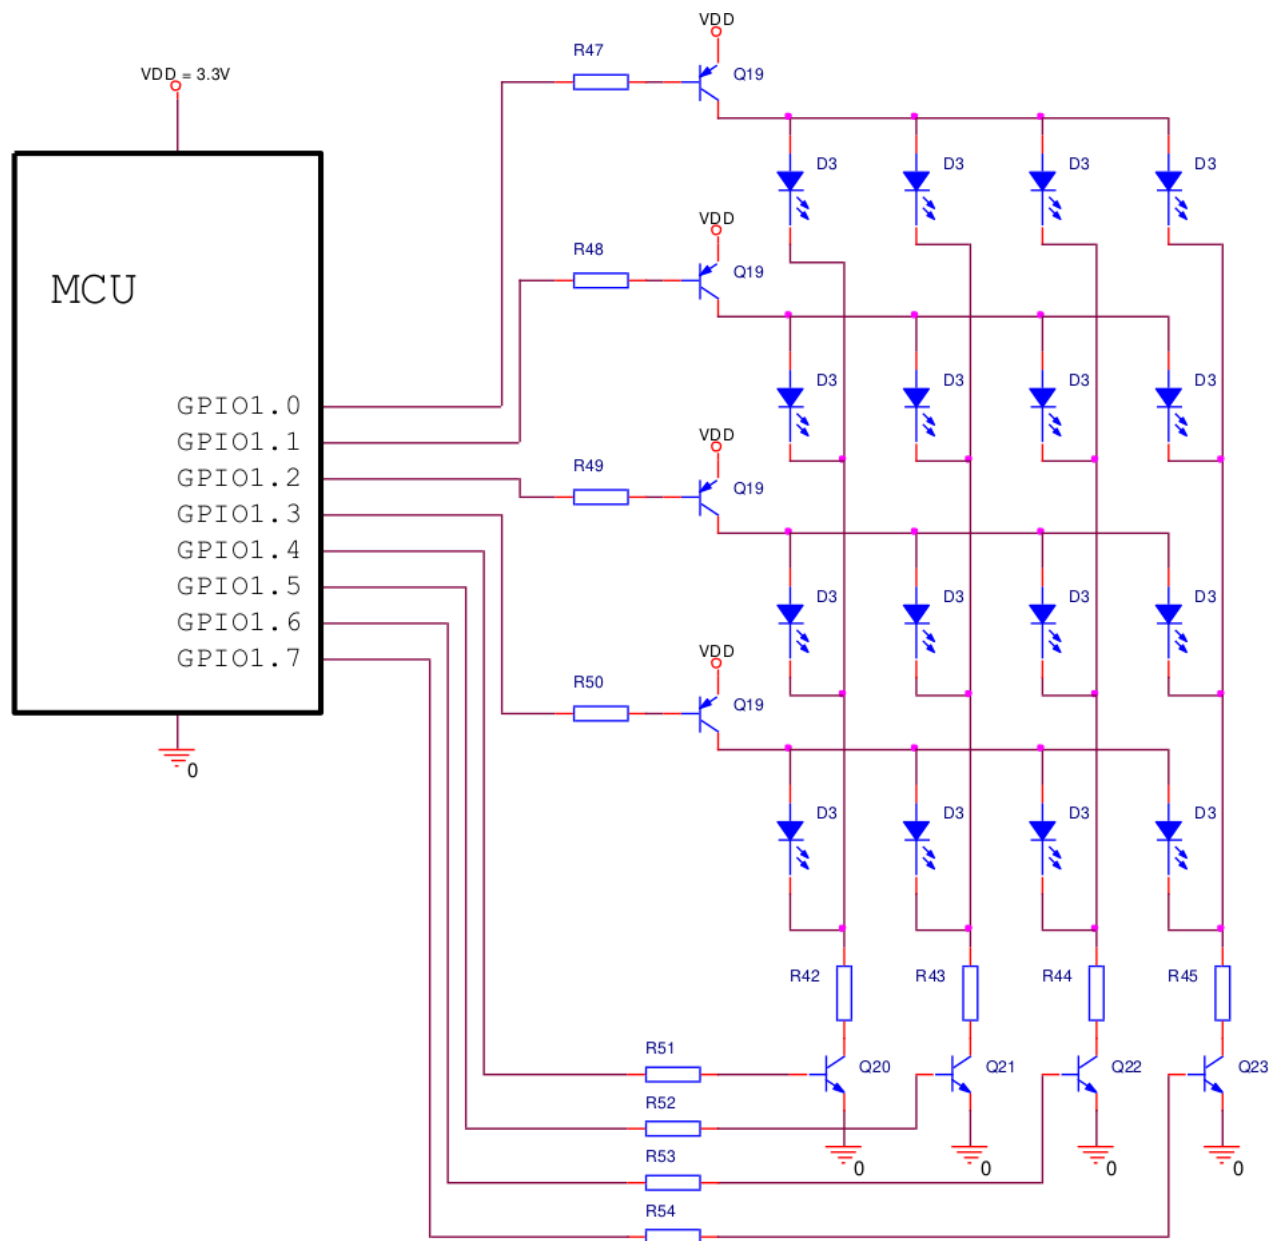 VDD
R47
Q19
VDD = 3.3V
D3 D3 D3 D3
VDD
R48
Q19
MCU
D3 D3 D3 D3
GPIO1.0
GPIO1.1
VDD
GPIO1.2
R49
Q19
GPIO1.3
GPIO1.4
GPIO1.5
D3 D3 D3 D3
GPIO1.6
GPIO1.7
VDD
R50
Q19
0
D3 D3 D3 D3
R42 R43 R44 R45
R51
Q20 Q21 Q22 Q23
R52
R53
0 0 0 0
R54